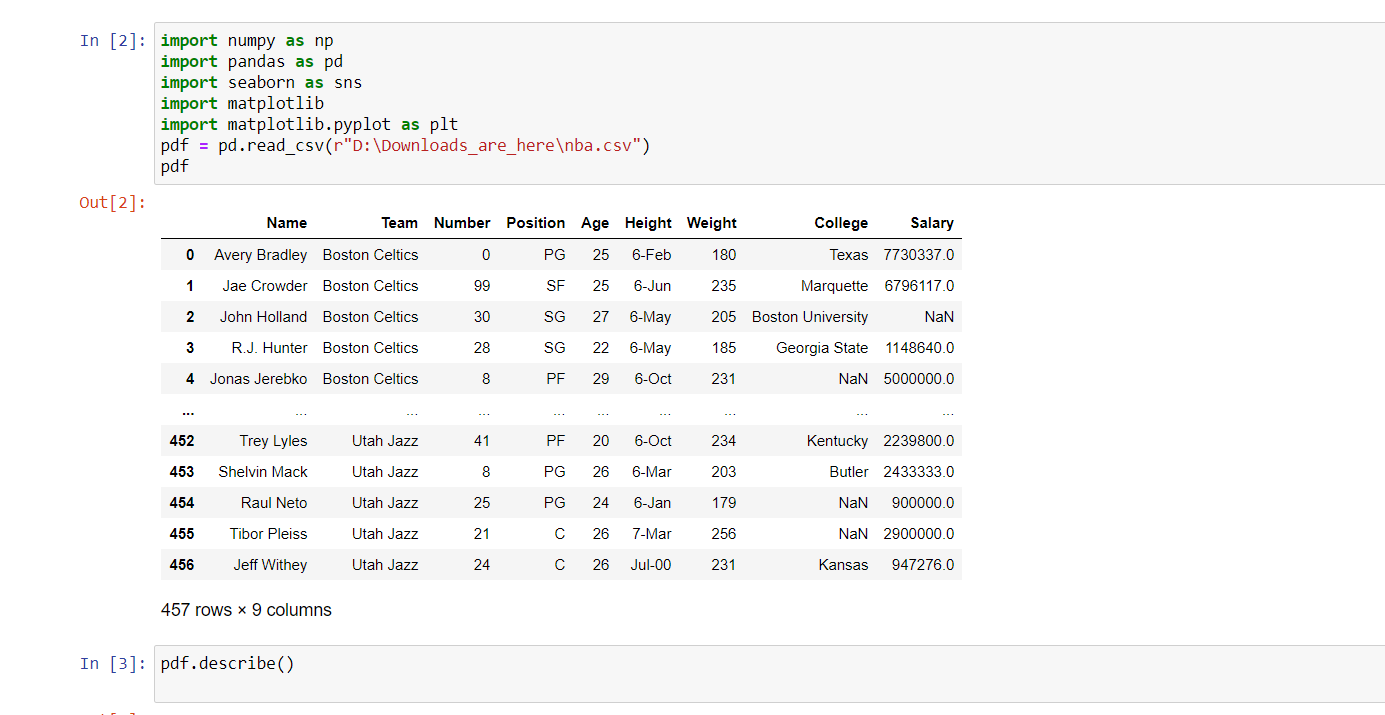 In [2]: import numpy as np
import pandas as pd
import seaborn as sns
import matplotlib
import matplotlib.pyplot as plt
pdf = pd.read_csv(r"D:\Downloads_are_here\nba.csv")
pdf
Out[2]:
Name Team Number Position Age Height Weight College Salary
0 Avery Bradley Boston Celtics 0 PG 25 6-Feb 180 Texas 7730337.0
1 Jae Crowder Boston Celtics 99 SF 25 6-Jun 235 Marquette 6796117.0
2 John Holland Boston Celtics 30 SG 27 6-May 205 Boston University NaN
3 R.J. Hunter Boston Celtics 28 SG 22 6-May 185 Georgia State 1148640.0
4 Jonas Jerebko Boston Celtics 8 PF 29 6-Oct 231 NaN 5000000.0
... ... ... ... ... ... ... ... ... ...
452 Trey Lyles Utah Jazz 41 PF 20 6-Oct 234 Kentucky 2239800.0
453 Shelvin Mack Utah Jazz 8 PG 26 6-Mar 203 Butler 2433333.0
454 Raul Neto Utah Jazz 25 PG 24 6-Jan 179 NaN 900000.0
455 Tibor Pleiss Utah Jazz 21 C 26 7-Mar 256 NaN 2900000.0
456 Jeff Withey Utah Jazz 24 C 26 Jul-00 231 Kansas 947276.0
457 rows × 9 columns
In [3]: pdf.describe()